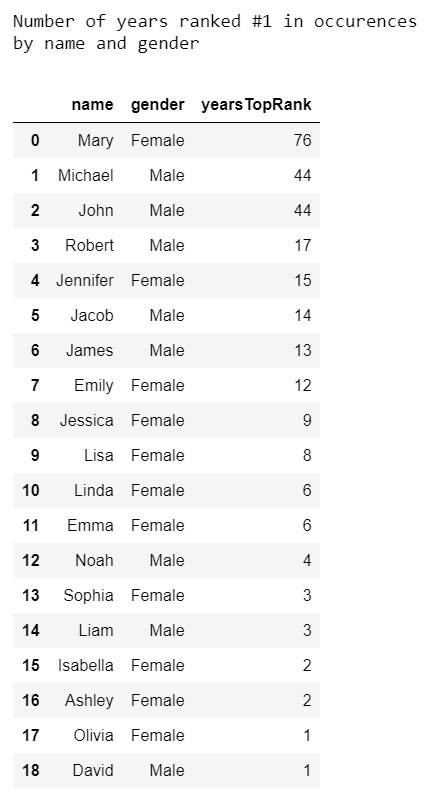 Number of years ranked #1 in occurences
by name and gender
name gender yearsTopRank
0 Mary Female 76
1 Michael Male 44
2 John Male 44
3 Robert Male 17
4 Jennifer Female 15
5 Jacob Male 14
6 James Male 13
7 Emily Female 12
8 Jessica Female 9
9 Lisa Female 8
10 Linda Female 6
11 Emma Female 6
12 Noah Male 4
13 Sophia Female 3
14 Liam Male 3
15 Isabella Female 2
16 Ashley Female 2
17 Olivia Female 1
18 David Male 1